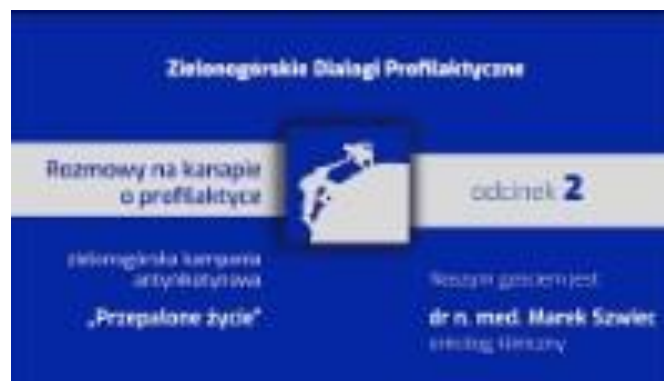 Zielonogórskie Dialogi Profilaktyczne
Rozmowy na kanapie
o profilaktyce
odcinek 2
zielonogórska kampania
antynikotynowa
„Przepalone życie”
Naszym gościem jest
dr n. med. Marek Szwiec
onkolog kliniczny